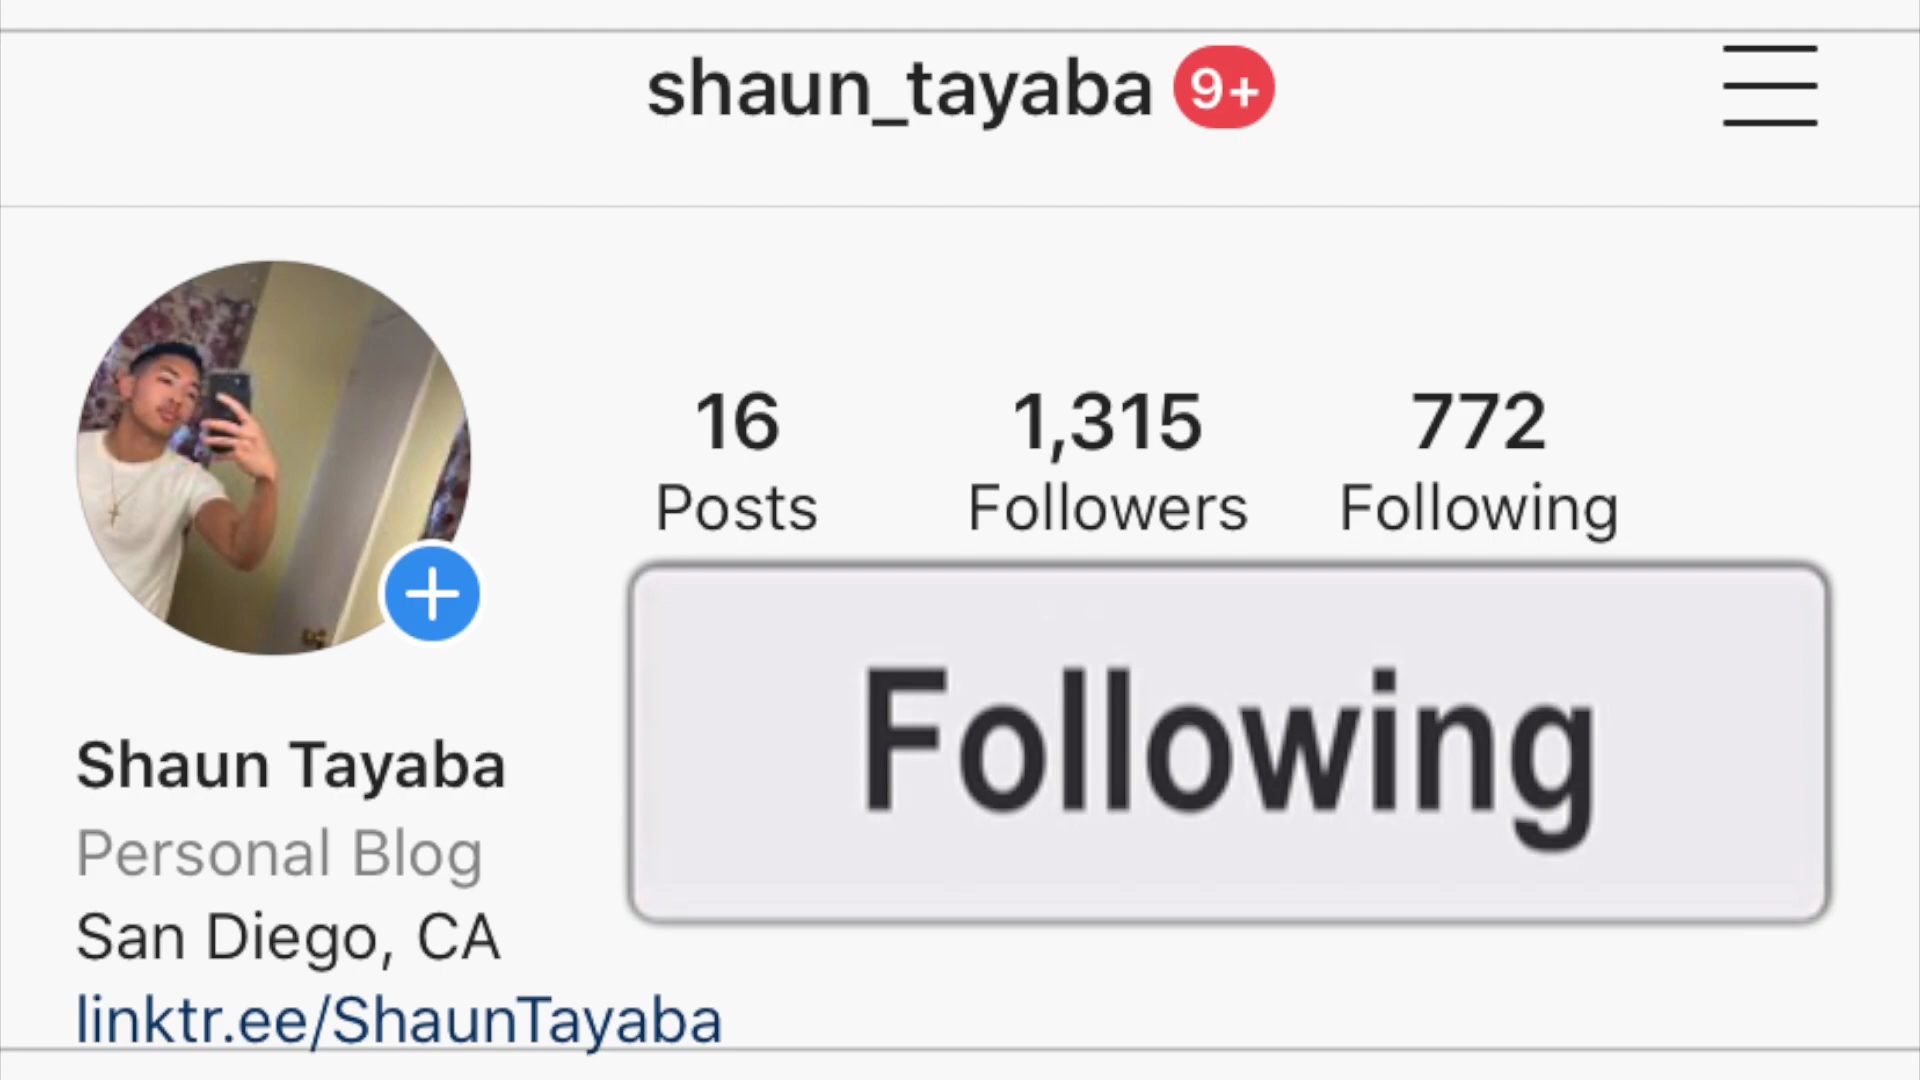 shaun_tayaba 9+
16 1,315 772
Posts Followers Following
Following
Shaun Tayaba
Personal Blog
San Diego, CA
linktr.ee/ShaunTayaba